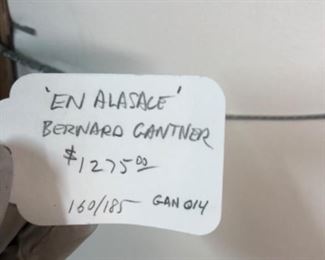 'EN ALASACE'
BERNARD GANTNER
$1275.00
160/185 GAN 014